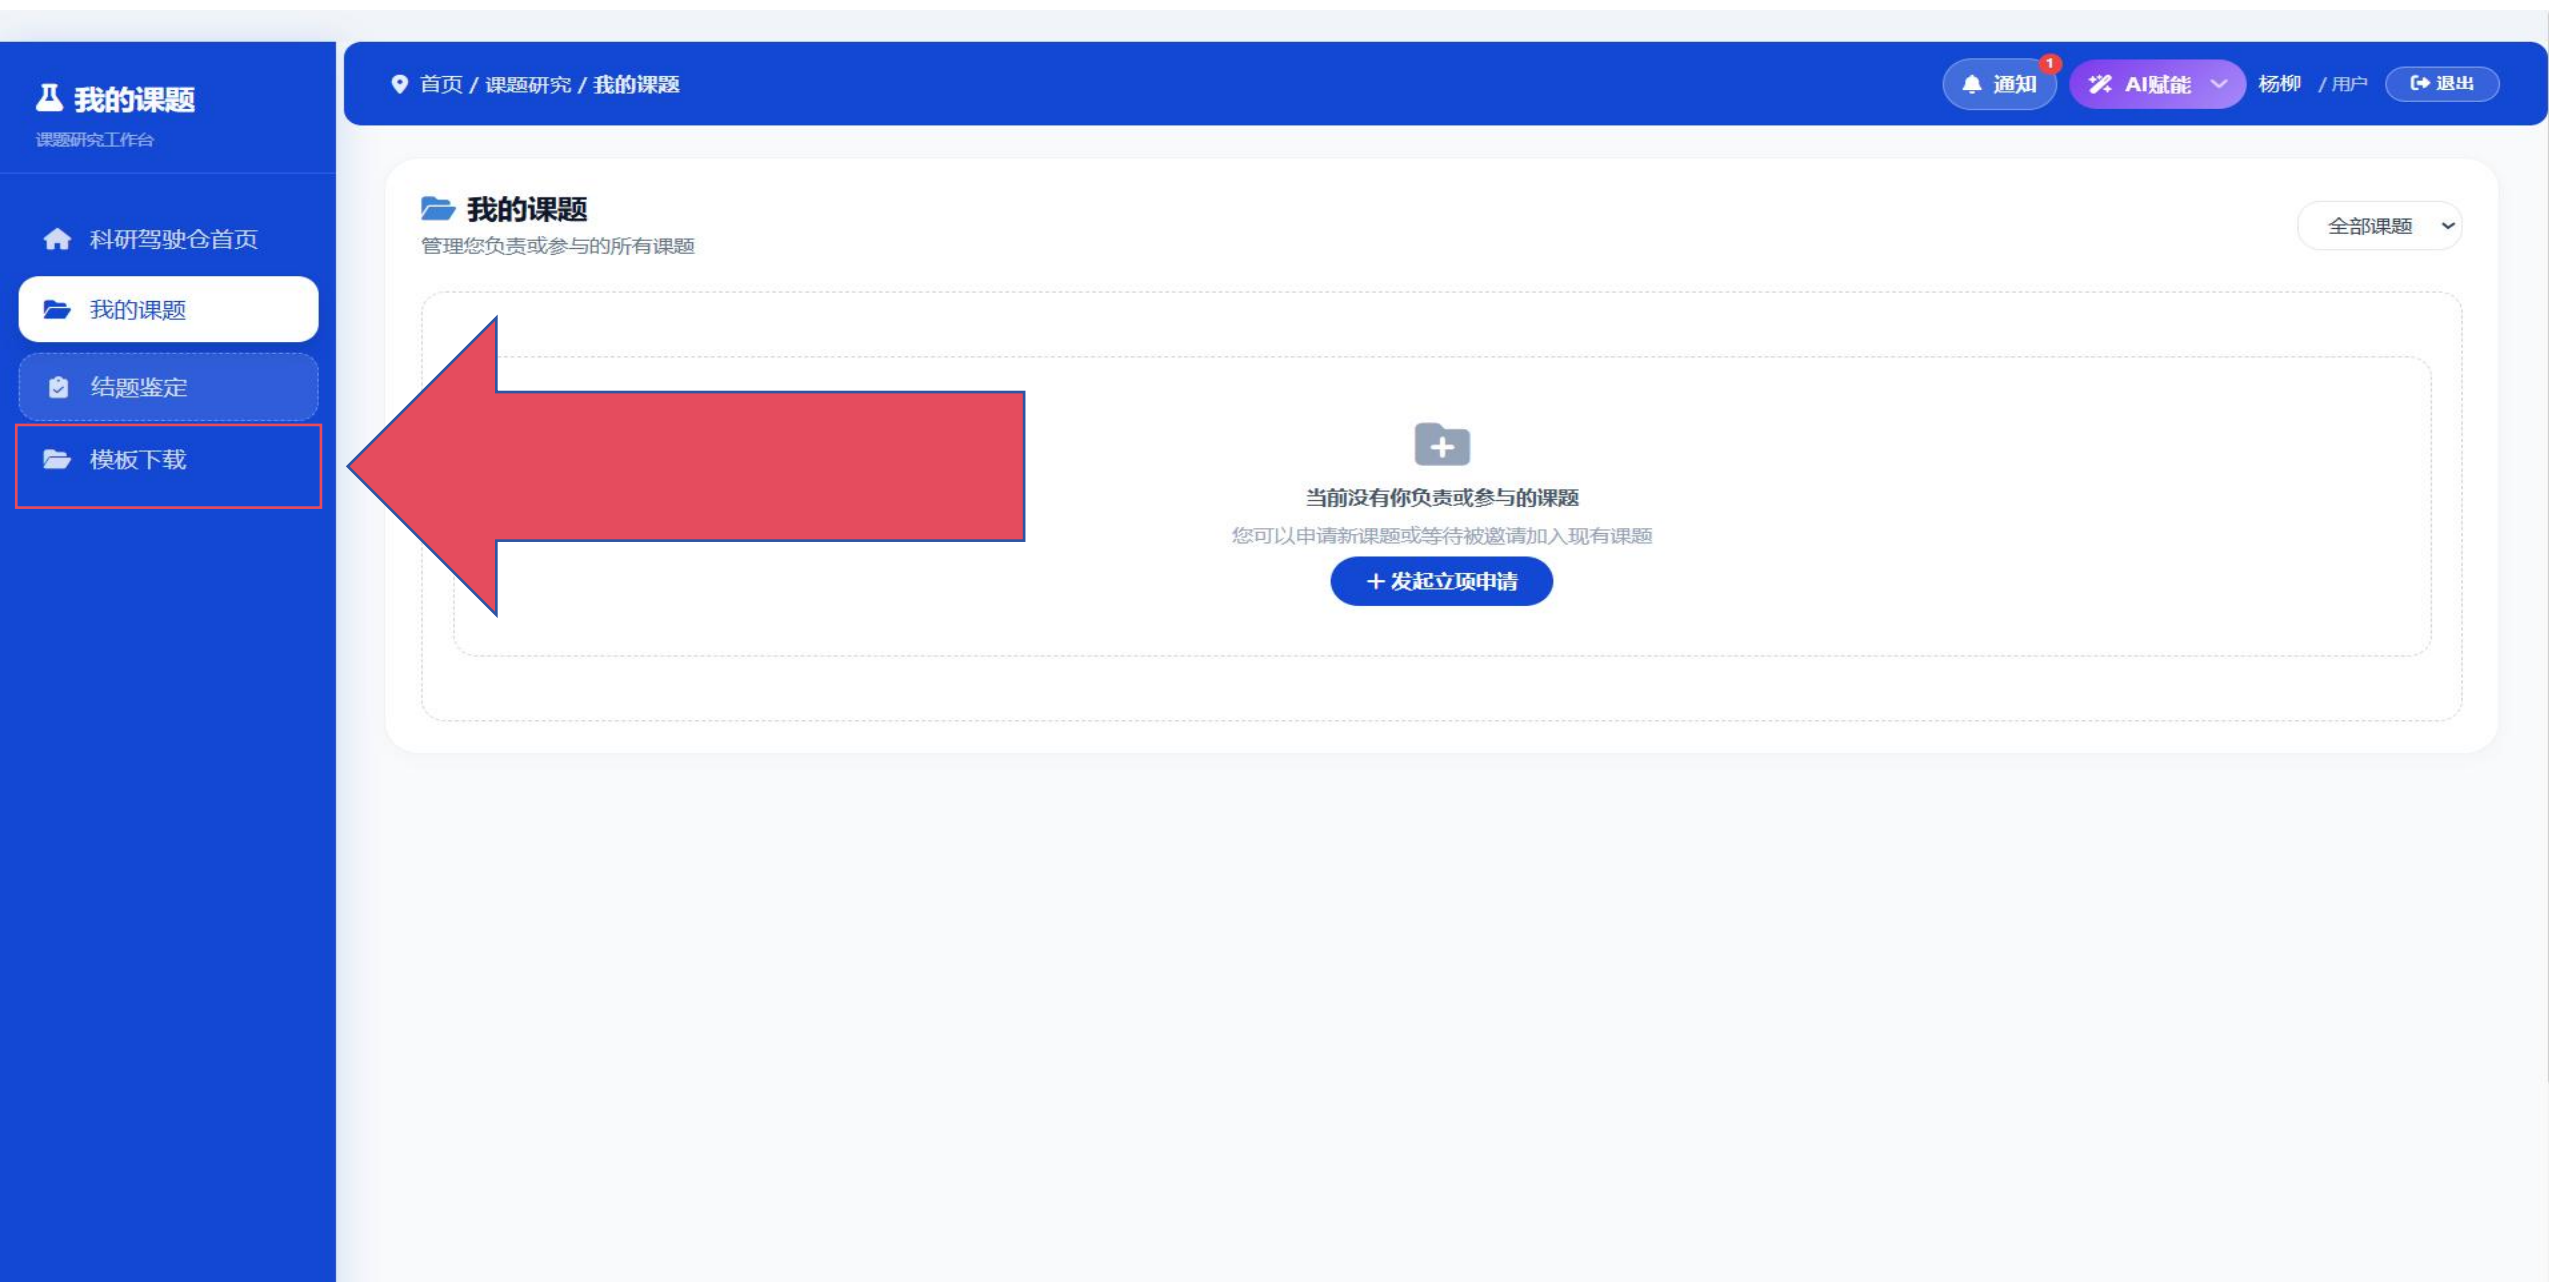 我的课题
课题研究工作台
科研驾驶仓首页
我的课题
结题鉴定
模板下载
首页 / 课题研究 / 我的课题
通知 1
AI赋能
杨柳 / 用户
退出
我的课题
管理您负责或参与的所有课题
全部课题
当前没有你负责或参与的课题
您可以申请新课题或等待被邀请加入现有课题
+ 发起立项申请